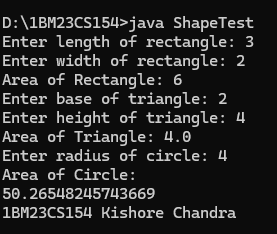 D:\1BM23CS154>java ShapeTest
Enter length of rectangle: 3
Enter width of rectangle: 2
Area of Rectangle: 6
Enter base of triangle: 2
Enter height of triangle: 4
Area of Triangle: 4.0
Enter radius of circle: 4
Area of Circle:
50.26548245743669
1BM23CS154 Kishore Chandra